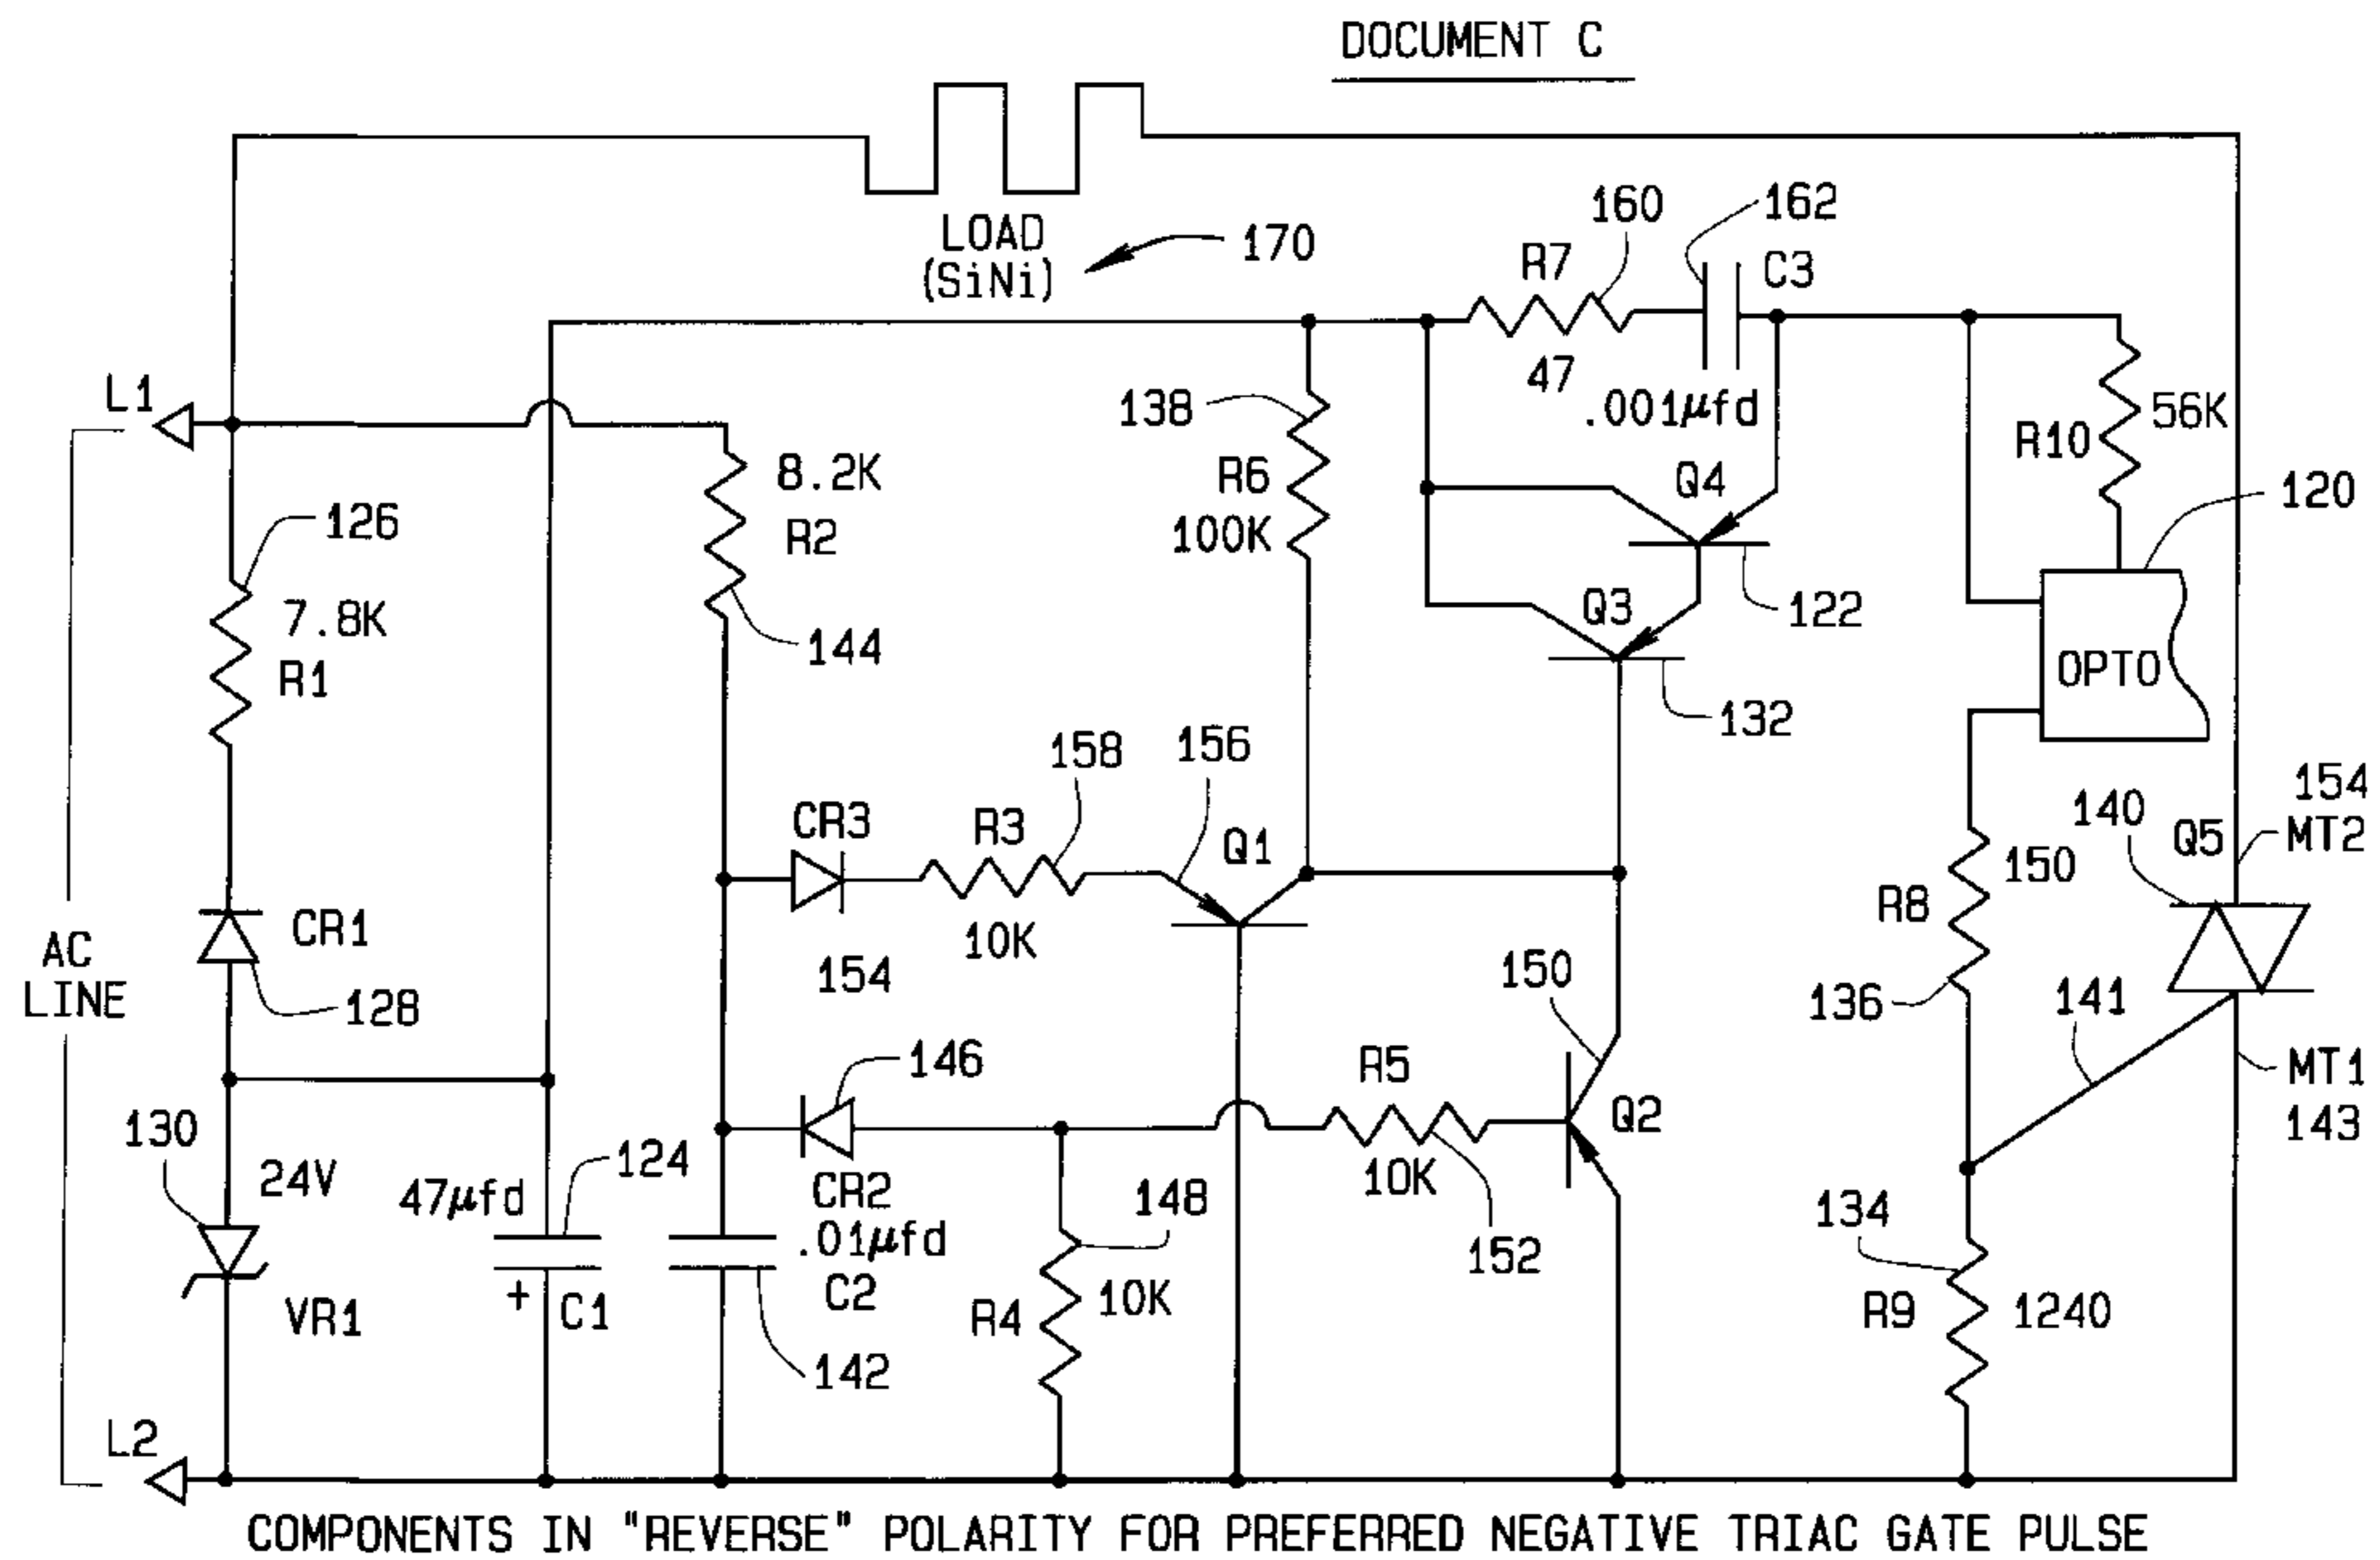 DOCUMENT C
LOAD
(SiNi)
170
160
162
R7
C3
47
.001µfd
L1
138
R6
100K
Q4
R10
56K
120
126
7.8K
R1
8.2K
R2
144
Q3
122
OPTO
132
158
156
CR3
R3
Q1
10K
154
154
MT2
140
Q5
150
R8
136
141
MT1
143
AC
LINE
CR1
128
146
150
R5
Q2
10K
152
130
24V
VR1
124
47µfd
+ C1
CR2
.01µfd
C2
142
148
R4
10K
134
R9
1240
L2
COMPONENTS IN "REVERSE" POLARITY FOR PREFERRED NEGATIVE TRIAC GATE PULSE